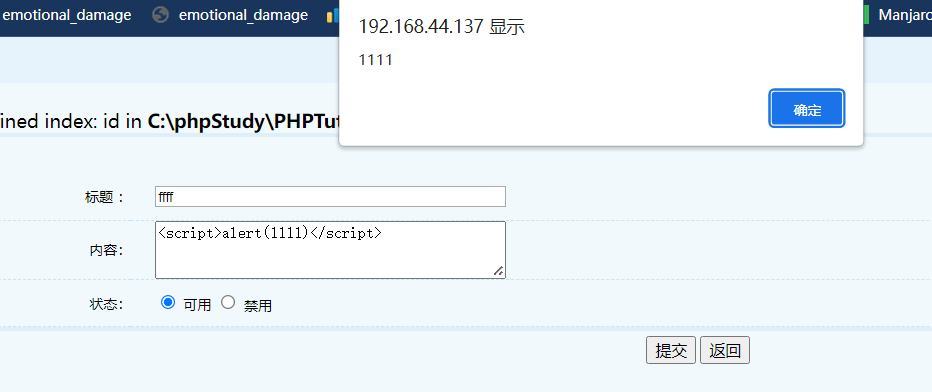 emotional_damage emotional_damage Manjaro
192.168.44.137 显示
1111
确定
ined index: id in C:\phpStudy\PHPTut
标题： ffff
内容： <script>alert(1111)</script>
状态： 可用 禁用
提交 返回